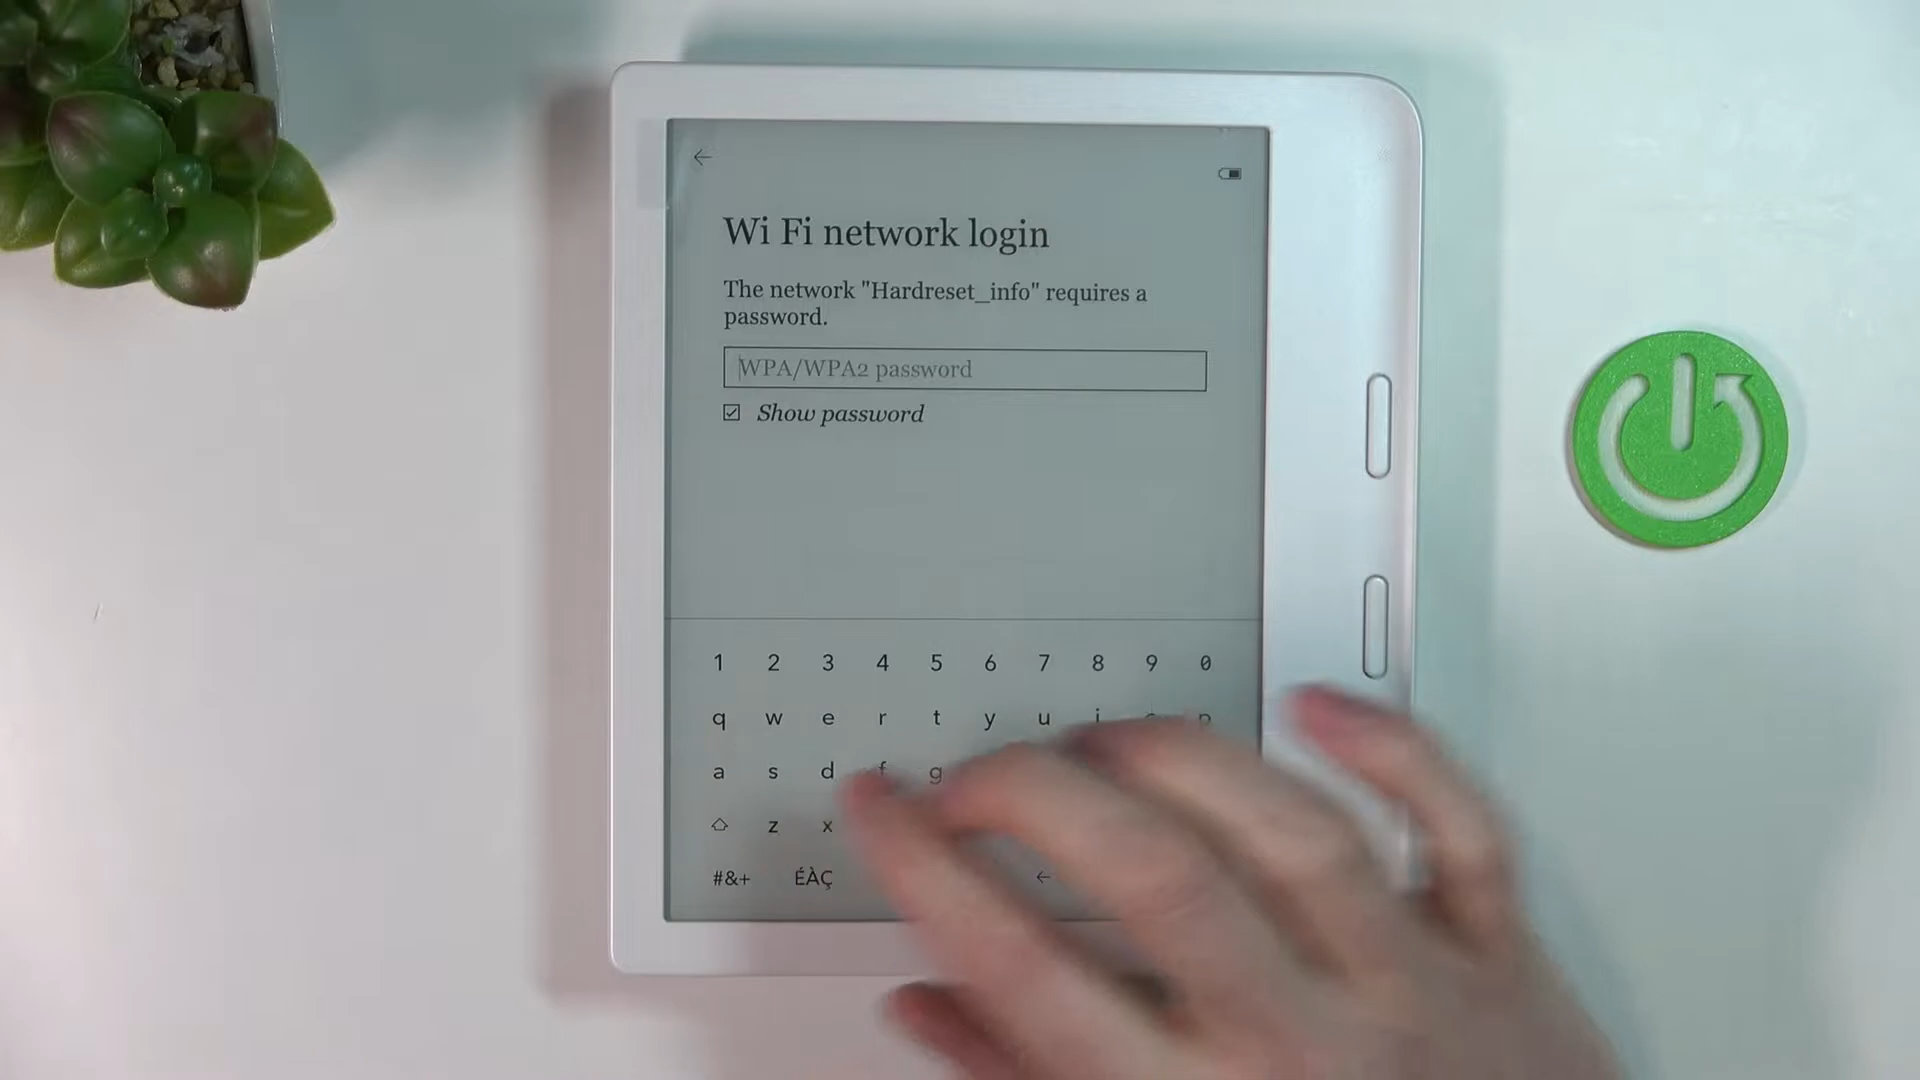 Wi Fi network login
The network "Hardreset_info" requires a
password.
WPA/WPA2 password
Show password
1 2 3 4 5 6 7 8 9 0
q w e r t y u i o p
a s d f g
z x
#&+ ÉÀÇ ←